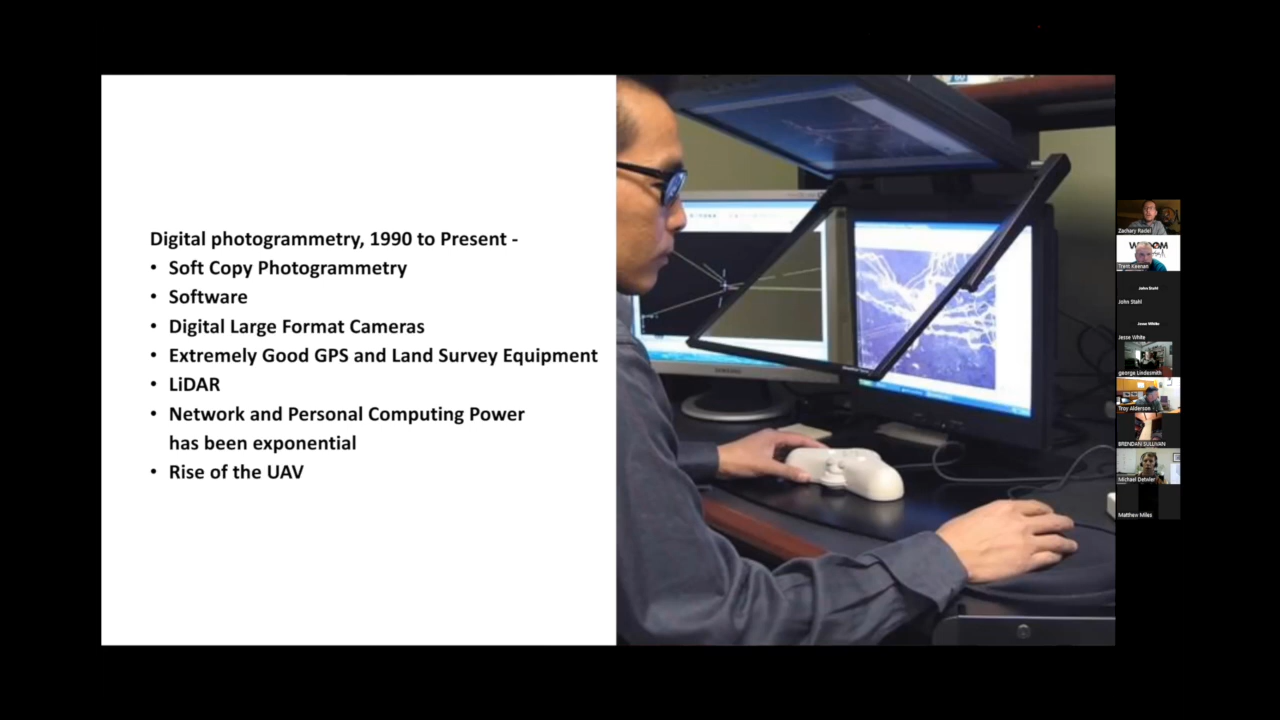 Digital photogrammetry, 1990 to Present -
• Soft Copy Photogrammetry
• Software
• Digital Large Format Cameras
• Extremely Good GPS and Land Survey Equipment
• LiDAR
• Network and Personal Computing Power
has been exponential
• Rise of the UAV
Zachary Radel
Trent Keenan
John Stahl
John Stahl
Jesse White
Jesse White
george Lindesmith
Troy Alderson
BRENDAN SULLIVAN
Michael Detwiler
Matthew Miles